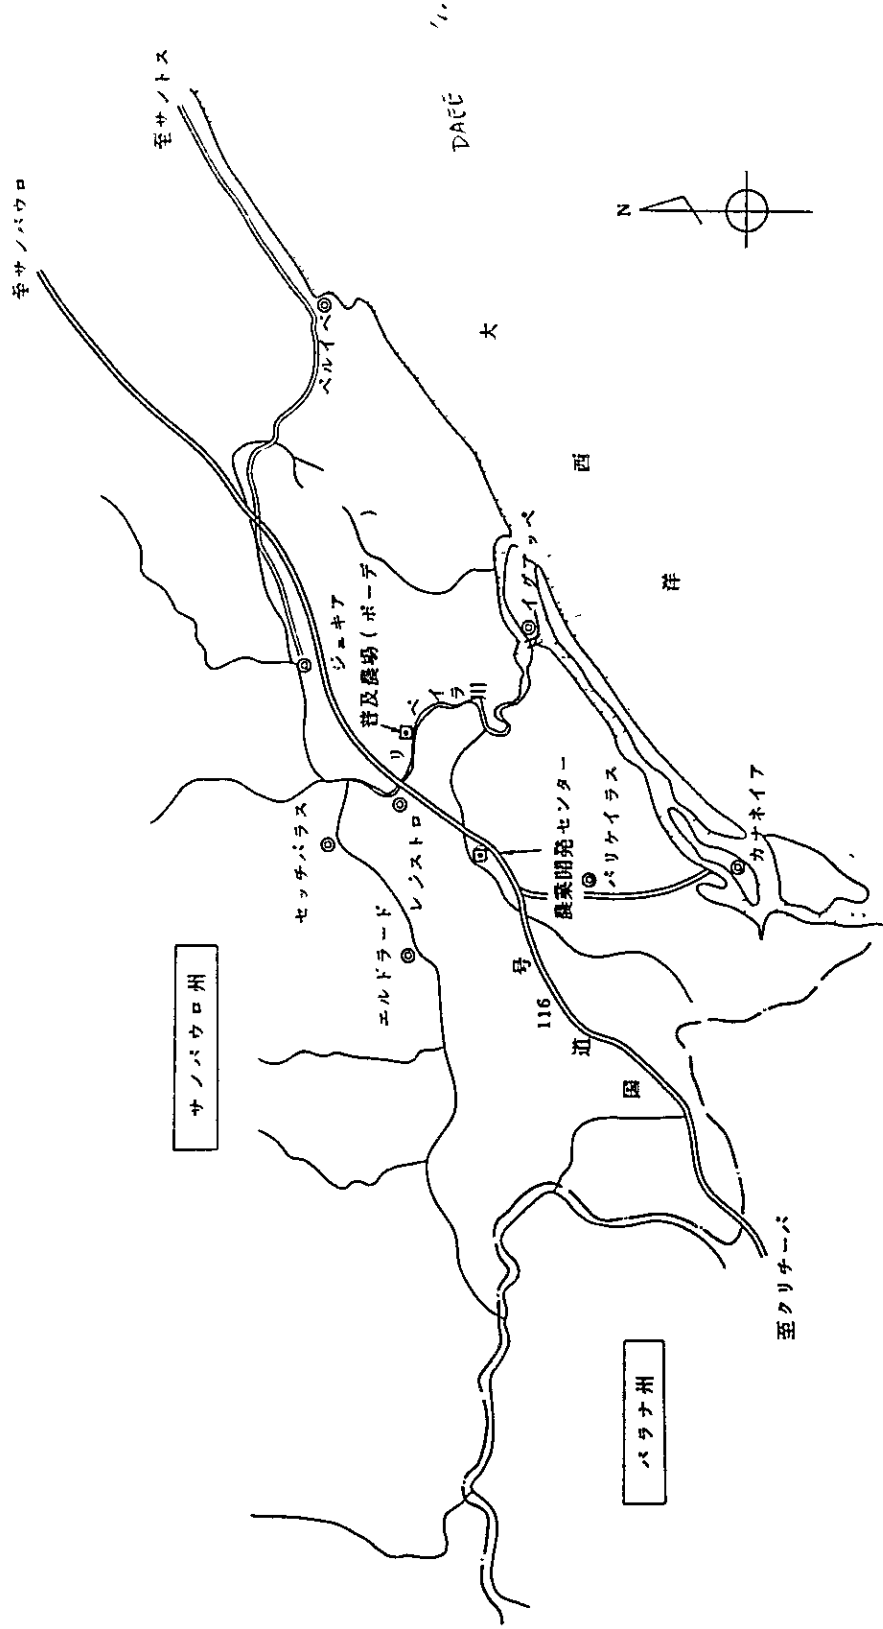 至サンパウロ
至サントス
DAEE
N
サンパウロ州
ペルイベ
大西洋
ジュキア
普及農場(ボーデ)
リベイラ川
イグアッペ
セッテバラス
レジストロ
エルドラード
農業開発センター
パリケイラス
カナネイア
国道116号
パラナ州
至クリチーバ